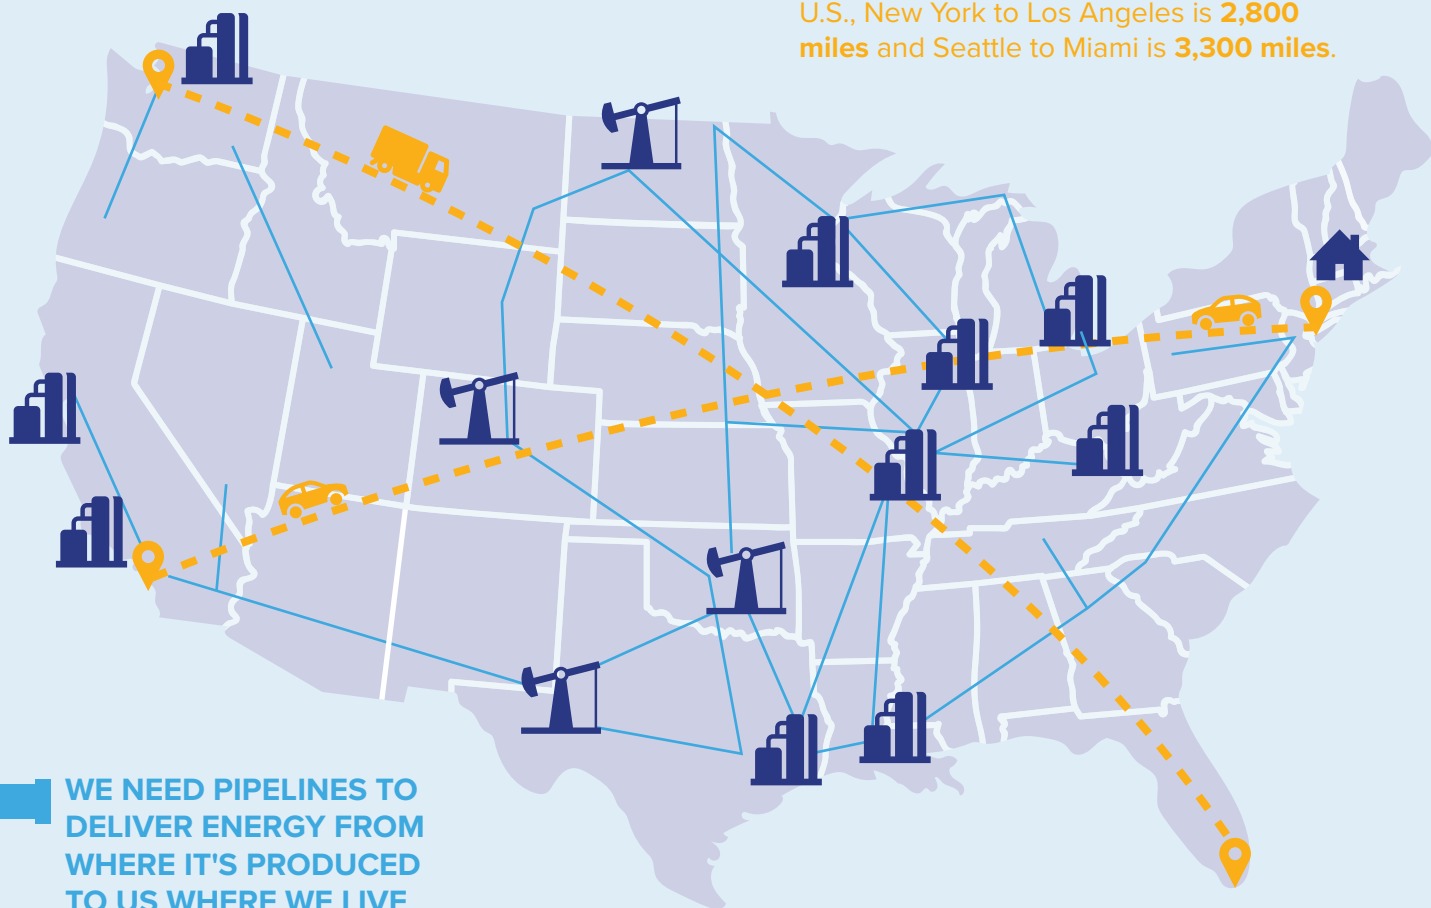 U.S., New York to Los Angeles is 2,800
miles and Seattle to Miami is 3,300 miles.
WE NEED PIPELINES TO
DELIVER ENERGY FROM
WHERE IT'S PRODUCED
TO US WHERE WE LIVE